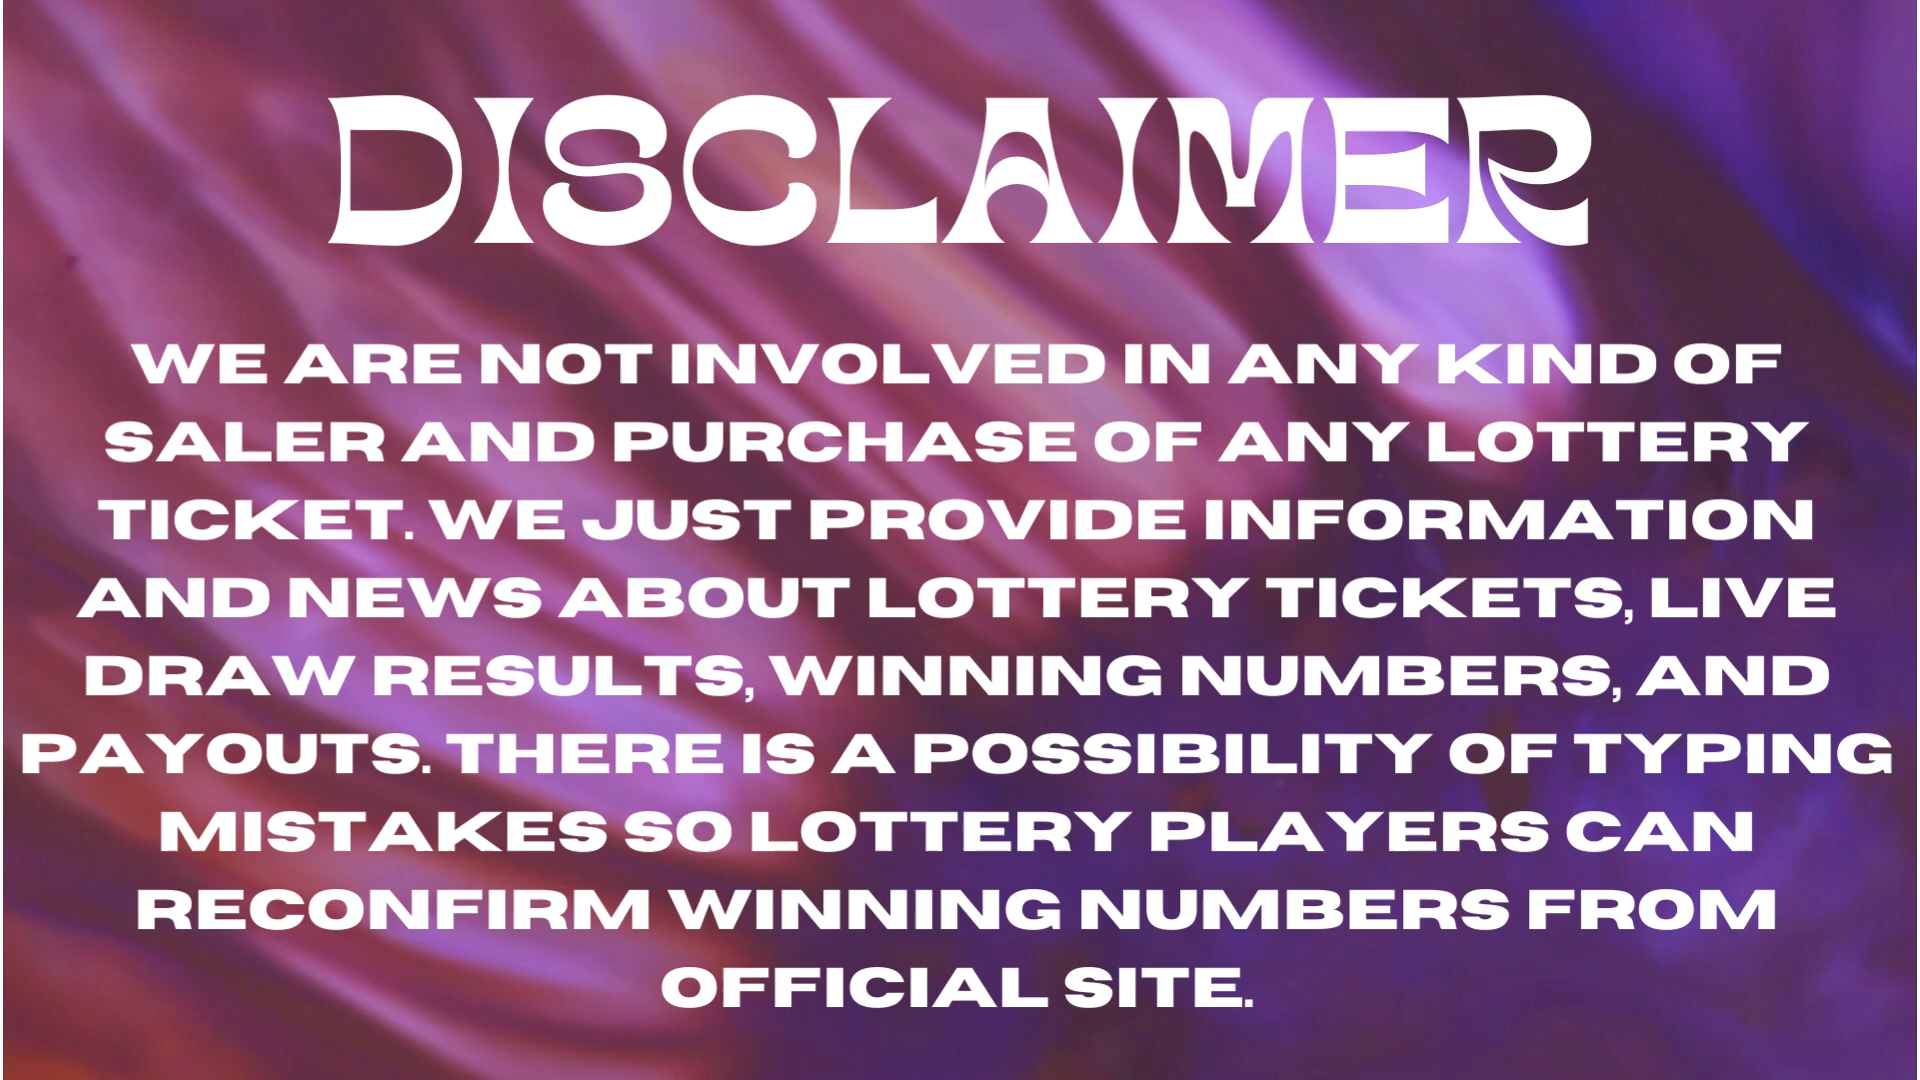 DISCLAIMER
WE ARE NOT INVOLVED IN ANY KIND OF
SALER AND PURCHASE OF ANY LOTTERY
TICKET. WE JUST PROVIDE INFORMATION
AND NEWS ABOUT LOTTERY TICKETS, LIVE
DRAW RESULTS, WINNING NUMBERS, AND
PAYOUTS. THERE IS A POSSIBILITY OF TYPING
MISTAKES SO LOTTERY PLAYERS CAN
RECONFIRM WINNING NUMBERS FROM
OFFICIAL SITE.